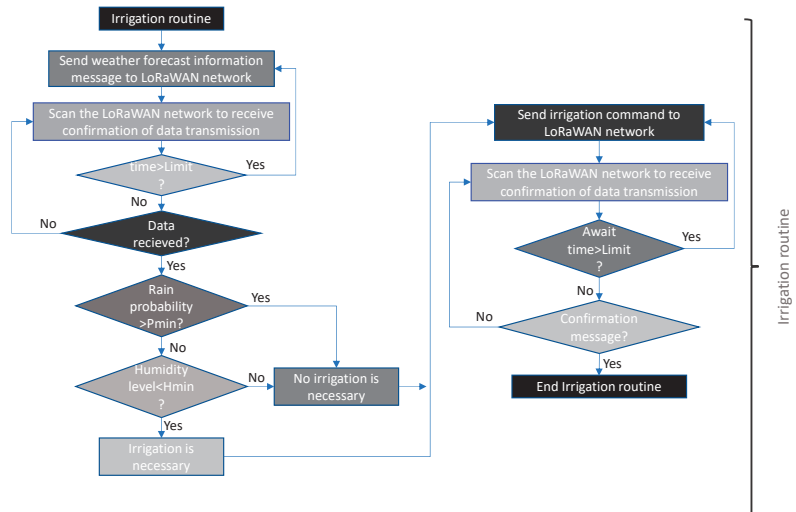 Irrigation routine
Send weather forecast information
message to LoRaWAN network
Scan the LoRaWAN network to receive
confirmation of data transmission
time>Limit
?
Yes
No
Data
recieved?
No
Yes
Rain
probability
>Pmin?
Yes
No
Humidity
level<Hmin
?
No
Yes
No irrigation is
necessary
Irrigation is
necessary
Send irrigation command to
LoRaWAN network
Scan the LoRaWAN network to receive
confirmation of data transmission
Await
time>Limit
?
Yes
No
Confirmation
message?
No
Yes
End Irrigation routine
Irrigation routine